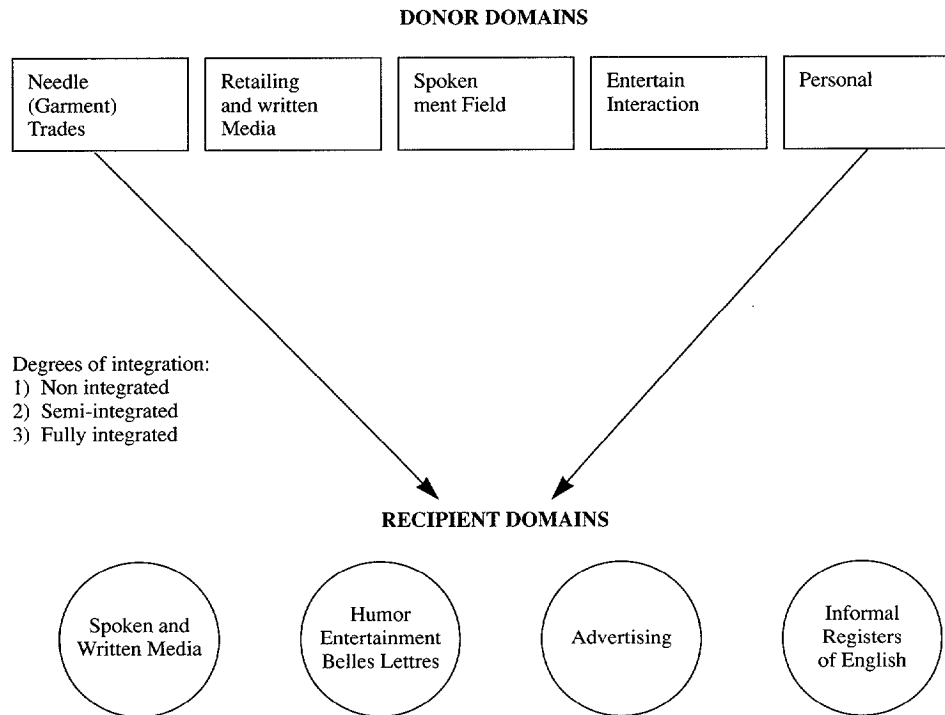 DONOR DOMAINS
Needle
(Garment)
Trades
Retailing
and written
Media
Spoken
ment Field
Entertain
Interaction
Personal
Degrees of integration:
1) Non integrated
2) Semi-integrated
3) Fully integrated
RECIPIENT DOMAINS
Spoken and
Written Media
Humor
Entertainment
Belles Lettres
Advertising
Informal
Registers
of English